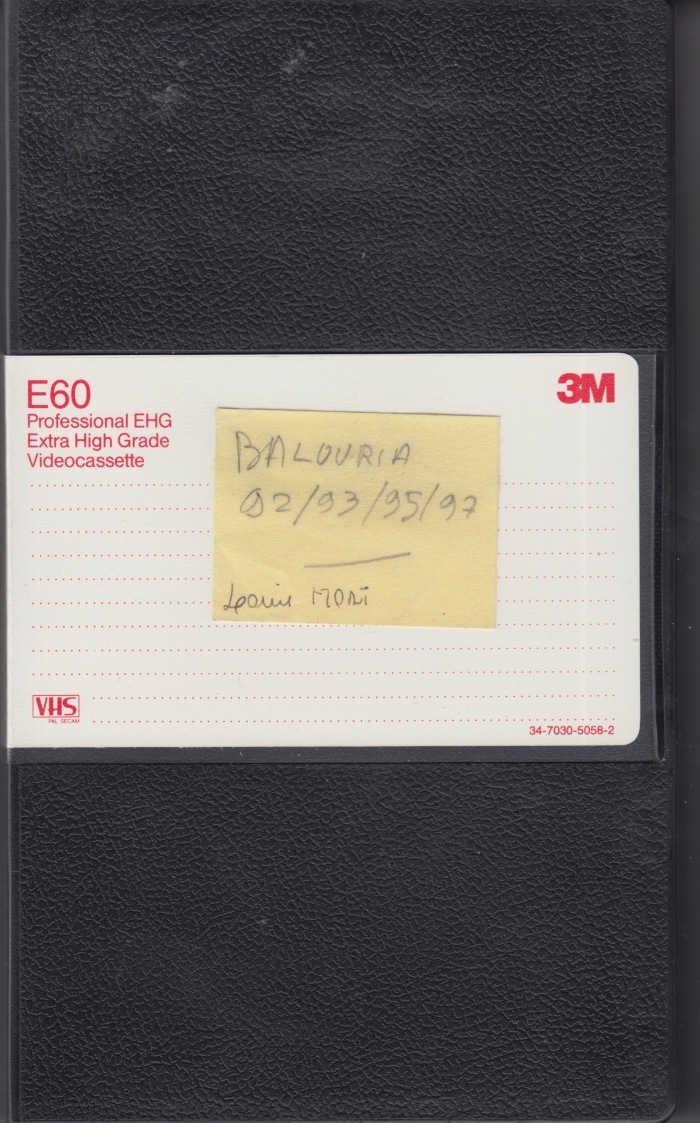 E60
3M
Professional EHG
Extra High Grade
Videocassette
BALOURIA
92/93/95/97
VHS
PAL SECAM
34-7030-5058-2